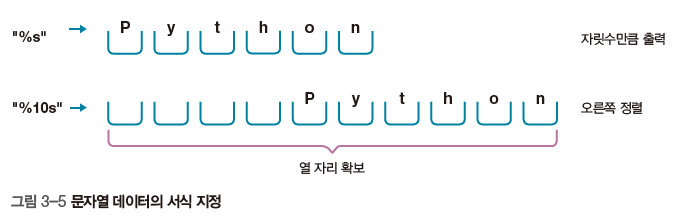 "%s" → P y t h o n 자릿수만큼 출력
"%10s" → P y t h o n 오른쪽 정렬
열 자리 확보
그림 3-5 문자열 데이터의 서식 지정